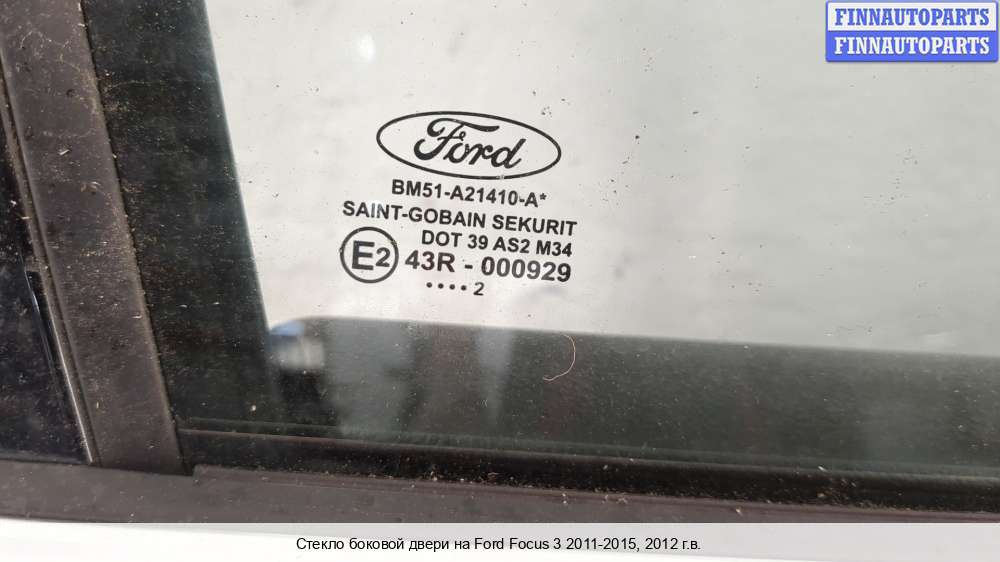 FINNAUTOPARTS
FINNAUTOPARTS
Ford
BM51-A21410-A*
SAINT-GOBAIN SEKURIT
DOT 39 AS2 M34
E2 43R - 000929
•••• 2
Стекло боковой двери на Ford Focus 3 2011-2015, 2012 г.в.